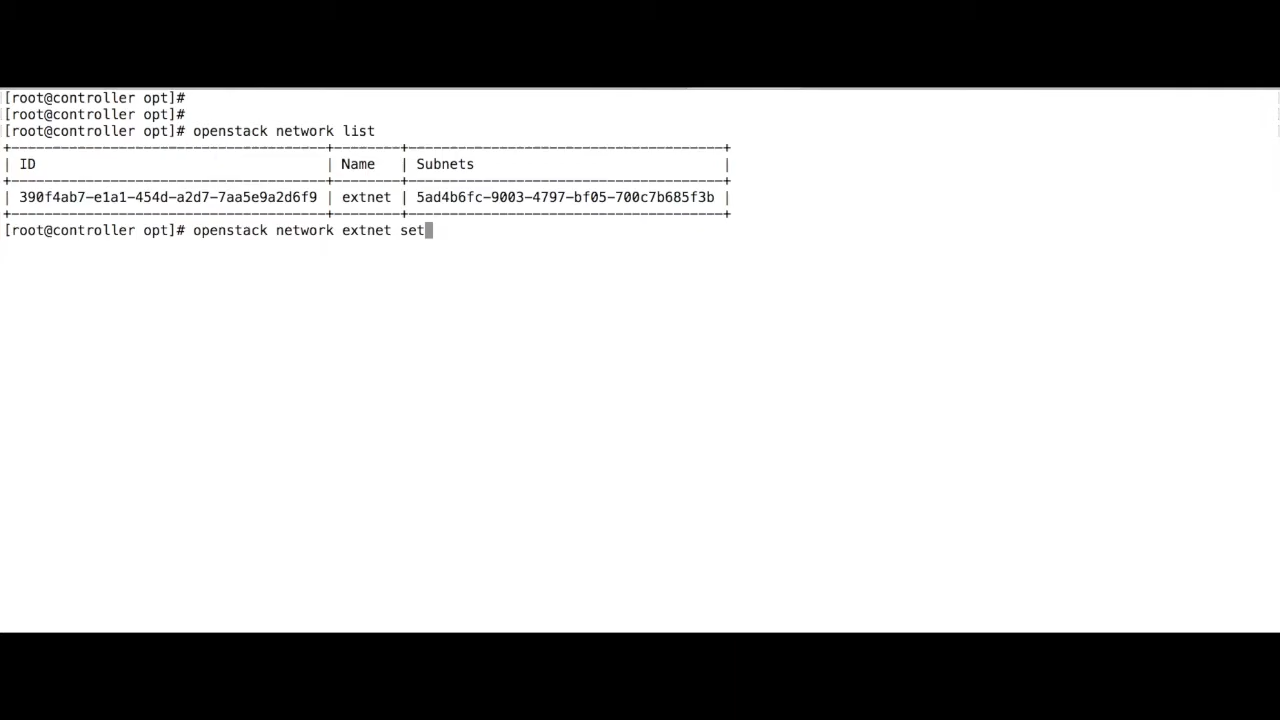 [root@controller opt]#
[root@controller opt]#
[root@controller opt]# openstack network list
+--------------------------------------+--------+--------------------------------------+
| ID                                   | Name   | Subnets                              |
+--------------------------------------+--------+--------------------------------------+
| 390f4ab7-e1a1-454d-a2d7-7aa5e9a2d6f9 | extnet | 5ad4b6fc-9003-4797-bf05-700c7b685f3b |
+--------------------------------------+--------+--------------------------------------+
[root@controller opt]# openstack network extnet set